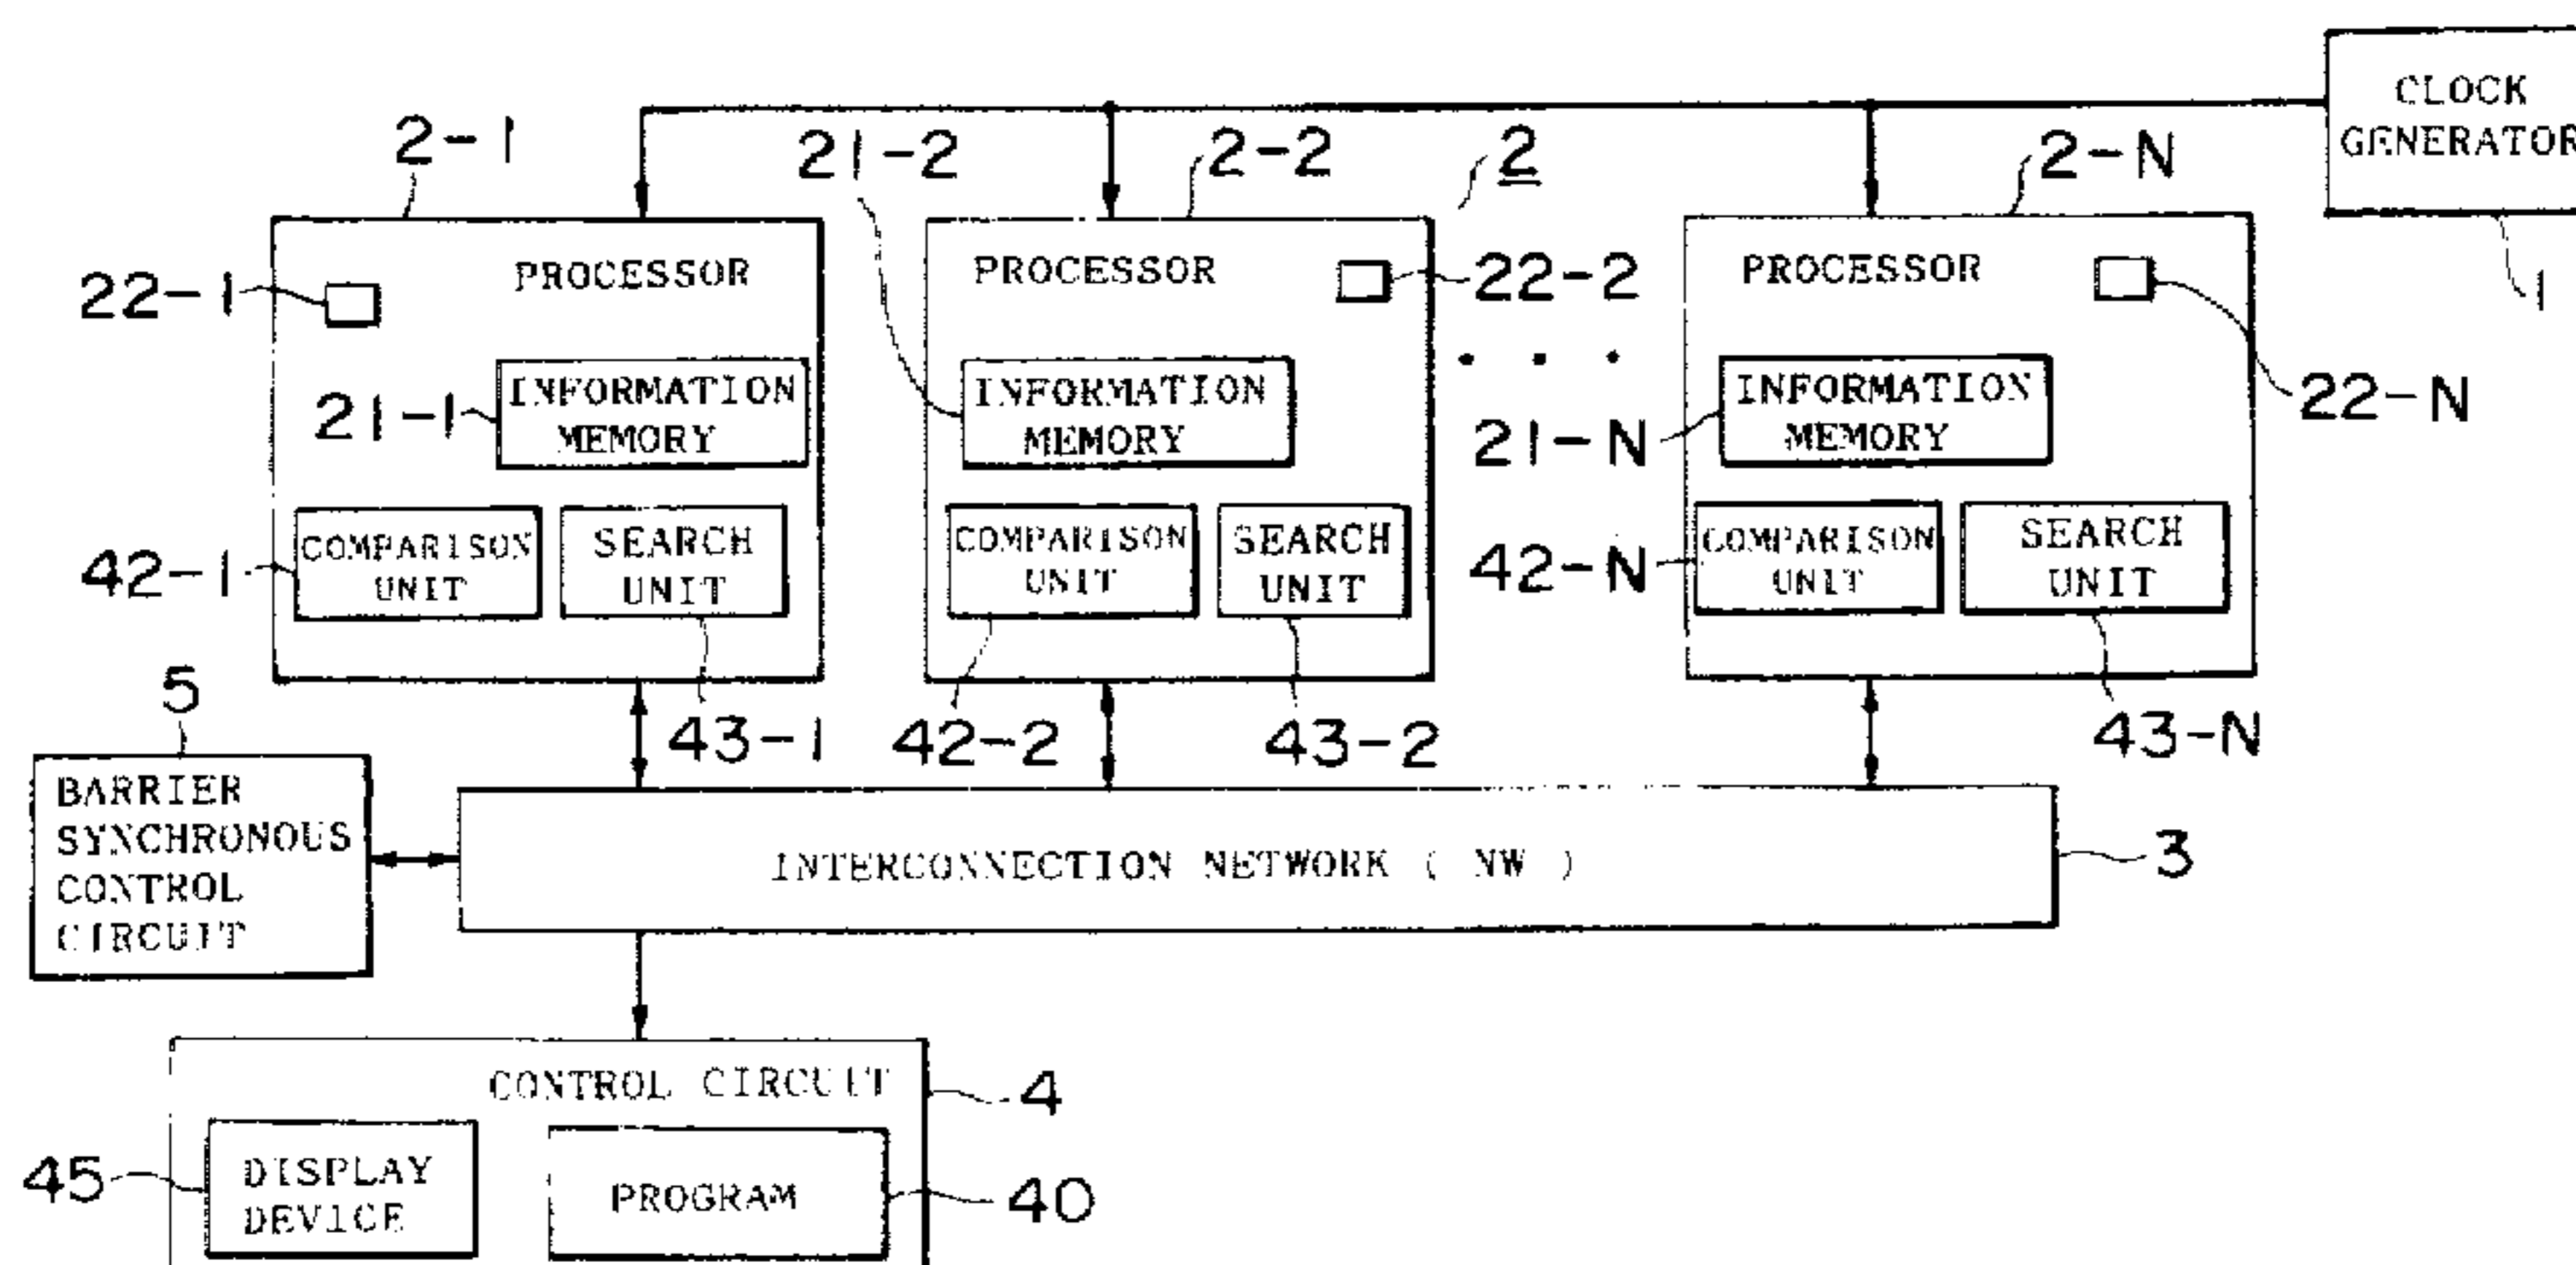 CLOCK
GENERATOR
1
2-1
21-2
2-2
2
2-N
PROCESSOR
22-1
INFORMATION
MEMORY
21-1
COMPARISON
UNIT
42-1
SEARCH
UNIT
43-1
PROCESSOR
22-2
INFORMATION
MEMORY
COMPARISON
UNIT
42-2
SEARCH
UNIT
43-2
. . .
PROCESSOR
22-N
INFORMATION
MEMORY
21-N
COMPARISON
UNIT
42-N
SEARCH
UNIT
43-N
5
BARRIER
SYNCHRONOUS
CONTROL
CIRCUIT
INTERCONNECTION NETWORK ( NW )
3
CONTROL CIRCUIT
4
45
DISPLAY
DEVICE
PROGRAM
40